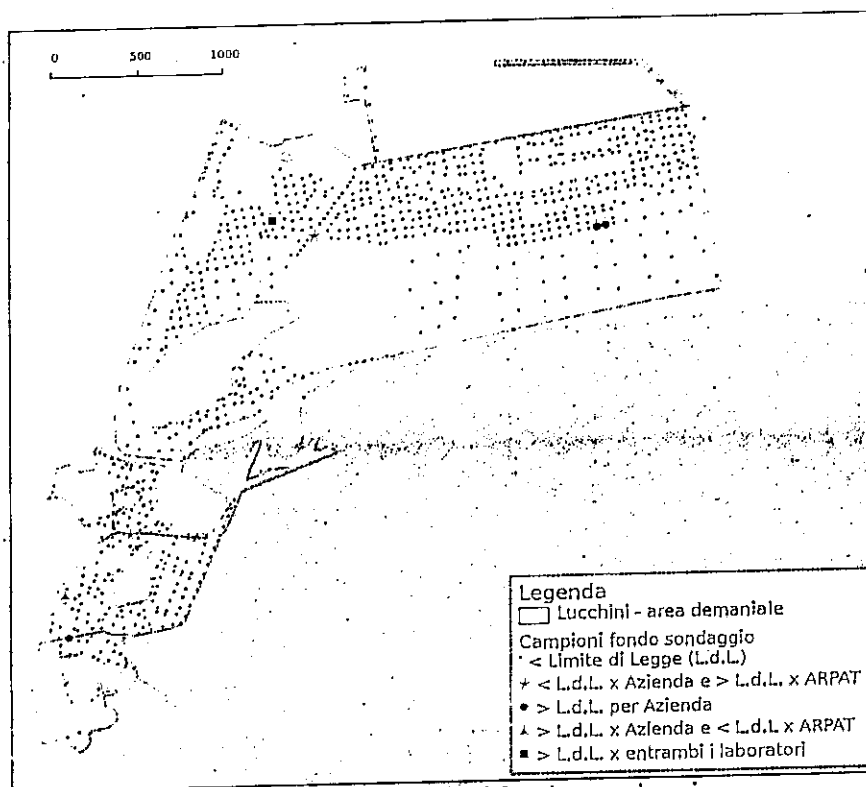 0 500 1000
Legenda
Lucchini - area demaniale
Campioni fondo sondaggio
< Limite di Legge (L.d.L.)
< L.d.L. x Azienda e > L.d.L. x ARPAT
> L.d.L. per Azienda
> L.d.L. x Azienda e < L.d.L x ARPAT
> L.d.L. x entrambi i laboratori